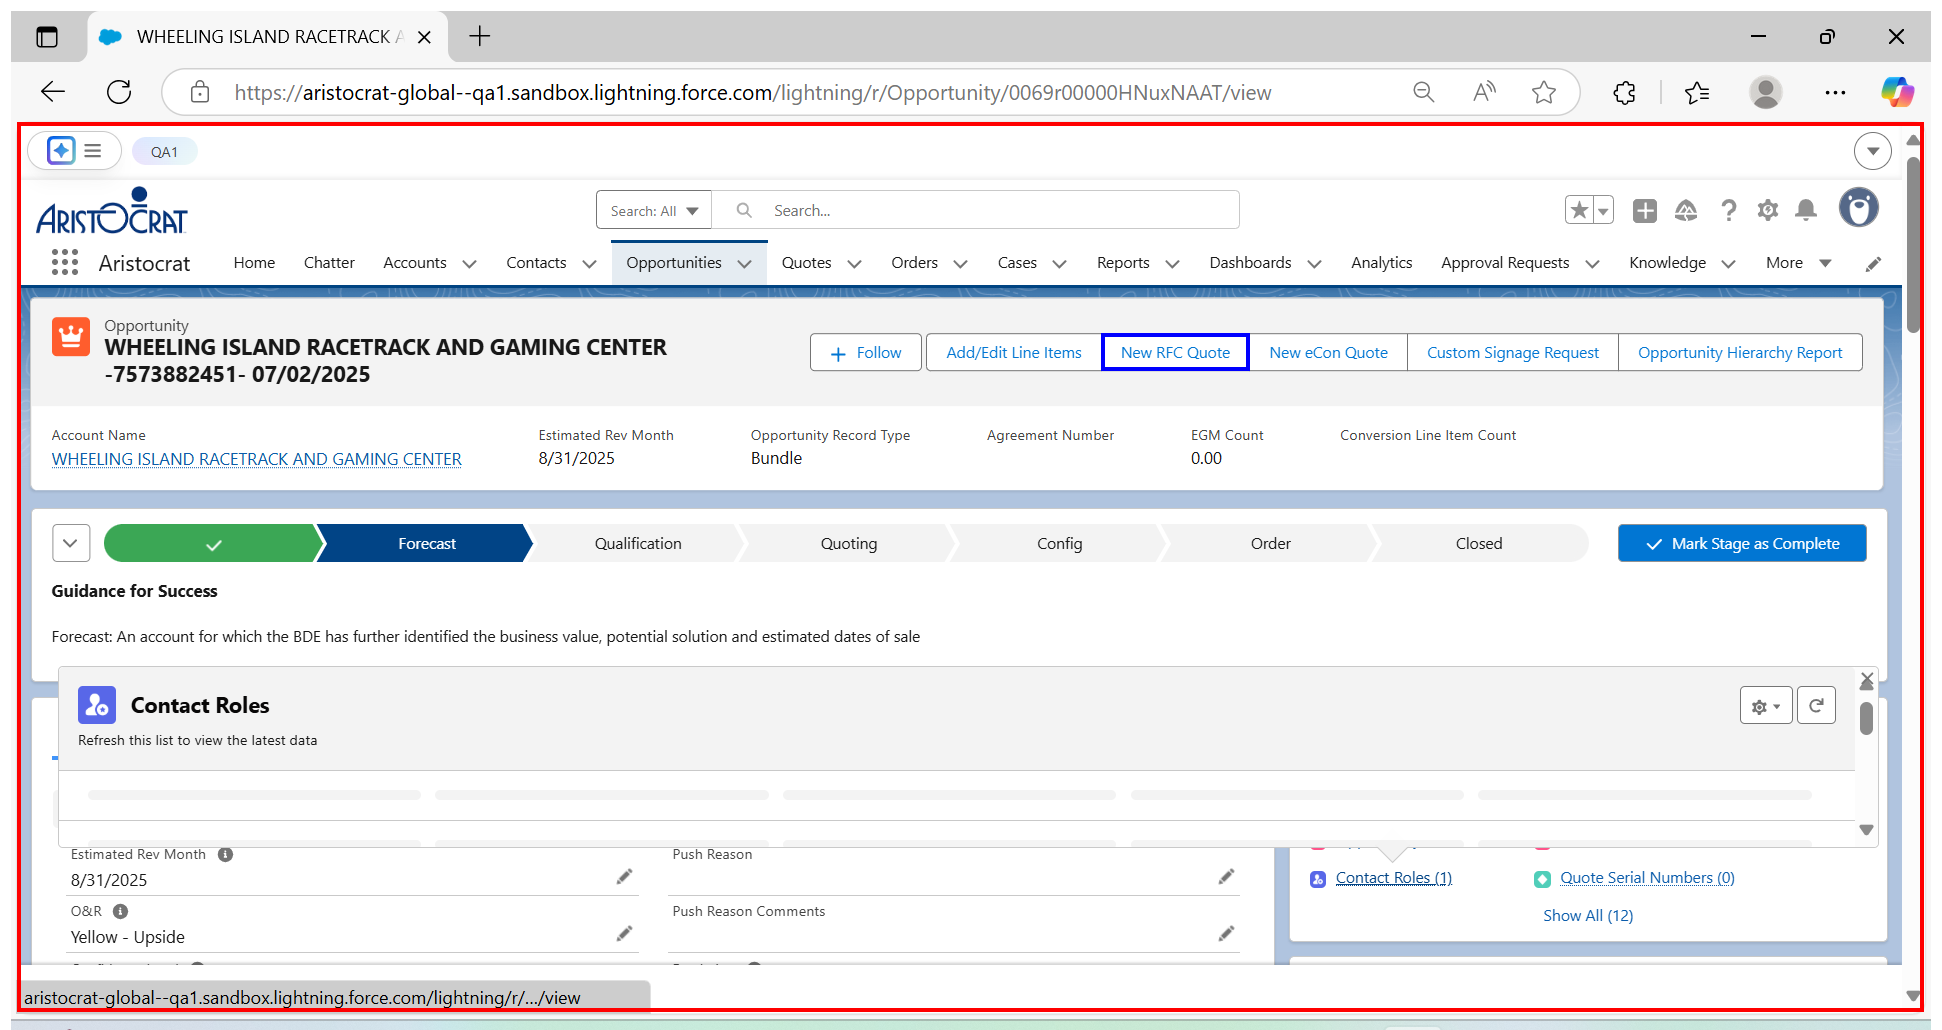 WHEELING ISLAND RACETRACK A
https://aristocrat-global--qa1.sandbox.lightning.force.com/lightning/r/Opportunity/0069r00000HNuxNAAT/view
QA1
ARISTOCRAT
Search: All
Search...
Aristocrat
Home
Chatter
Accounts
Contacts
Opportunities
Quotes
Orders
Cases
Reports
Dashboards
Analytics
Approval Requests
Knowledge
More
Opportunity
WHEELING ISLAND RACETRACK AND GAMING CENTER
-7573882451- 07/02/2025
Follow
Add/Edit Line Items
New RFC Quote
New eCon Quote
Custom Signage Request
Opportunity Hierarchy Report
Account Name
WHEELING ISLAND RACETRACK AND GAMING CENTER
Estimated Rev Month
8/31/2025
Opportunity Record Type
Bundle
Agreement Number
EGM Count
0.00
Conversion Line Item Count
Forecast
Qualification
Quoting
Config
Order
Closed
Mark Stage as Complete
Guidance for Success
Forecast: An account for which the BDE has further identified the business value, potential solution and estimated dates of sale
Contact Roles
Refresh this list to view the latest data
Estimated Rev Month
8/31/2025
Push Reason
O&R
Yellow - Upside
Push Reason Comments
Contact Roles (1)
Quote Serial Numbers (0)
Show All (12)
aristocrat-global--qa1.sandbox.lightning.force.com/lightning/r/.../view